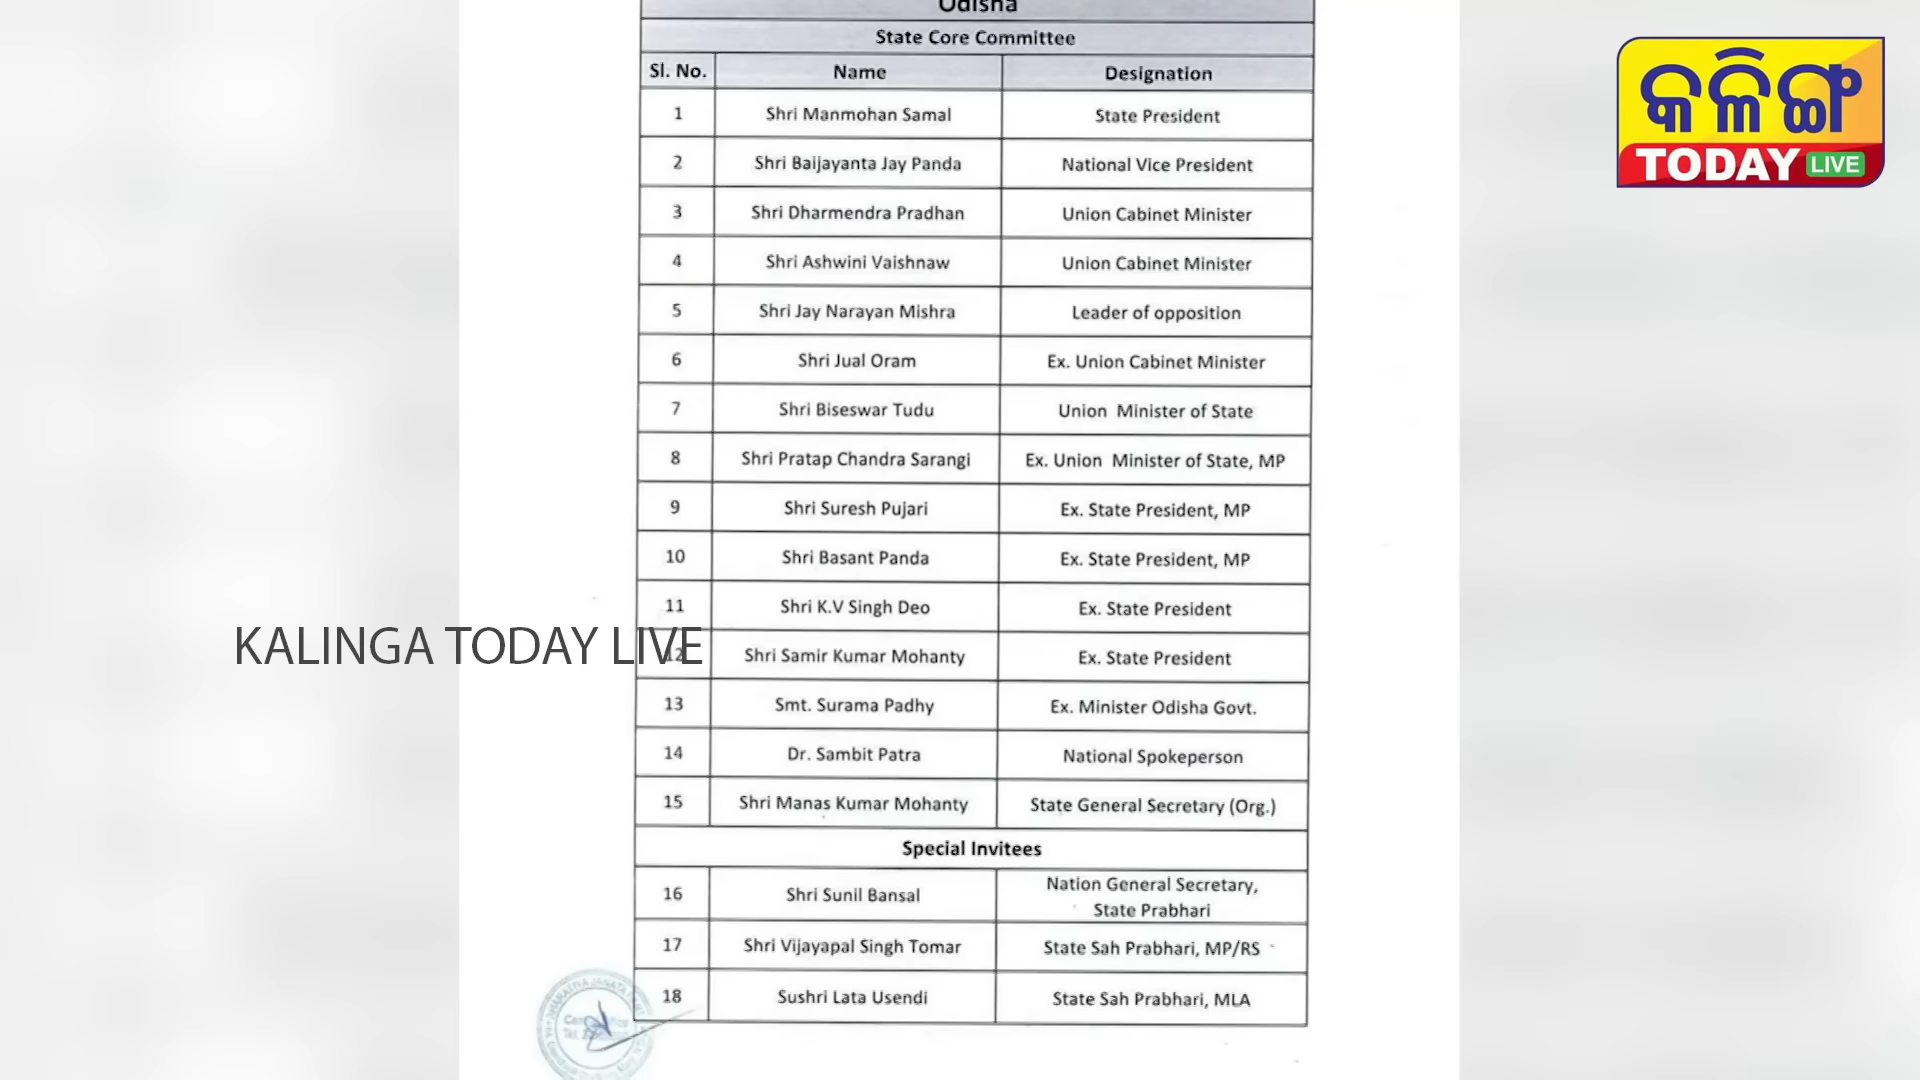 Odisha
State Core Committee
Sl. No. Name Designation
1 Shri Manmohan Samal State President
2 Shri Baijayanta Jay Panda National Vice President
3 Shri Dharmendra Pradhan Union Cabinet Minister
4 Shri Ashwini Vaishnaw Union Cabinet Minister
5 Shri Jay Narayan Mishra Leader of opposition
6 Shri Jual Oram Ex. Union Cabinet Minister
7 Shri Biseswar Tudu Union Minister of State
8 Shri Pratap Chandra Sarangi Ex. Union Minister of State, MP
9 Shri Suresh Pujari Ex. State President, MP
10 Shri Basant Panda Ex. State President, MP
11 Shri K.V Singh Deo Ex. State President
12 Shri Samir Kumar Mohanty Ex. State President
13 Smt. Surama Padhy Ex. Minister Odisha Govt.
14 Dr. Sambit Patra National Spokeperson
15 Shri Manas Kumar Mohanty State General Secretary (Org.)
Special Invitees
16 Shri Sunil Bansal Nation General Secretary,
State Prabhari
17 Shri Vijayapal Singh Tomar State Sah Prabhari, MP/RS
18 Sushri Lata Usendi State Sah Prabhari, MLA
KALINGA TODAY LIVE
କଳିଙ୍ଗ
TODAY LIVE